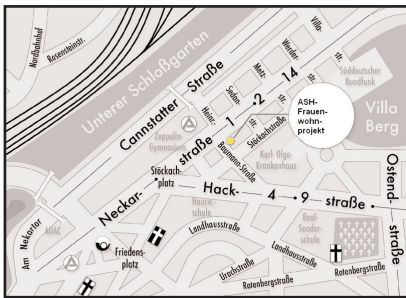 Nordbahnhof
Rosensteinstr.
Unterer Schloßgarten
Cannstatter Straße
Villa-
str.
Werder-
str.
Metz-
str.
Sedan-
str.
Heinr.-
Baumann-Straße
Stöckachstraße
1 • 2 • 14
Süddeutscher
Rundfunk
ASH-
Frauen-
wohn-
projekt
Villa
Berg
Zeppelin-
Gymnasium
Karl-Olga-
Krankenhaus
Neckar-
straße
Stöckach-
platz
Hack-
4 • 9
straße
Ostend-
straße
Hausw.
schule
Real-
Sonder-
schule
ADAC
Am Nekartor
Friedens-
platz
Landhausstraße
Landhausstraße
Urachstraße
Rotenbergstraße
Rotenbergstraße